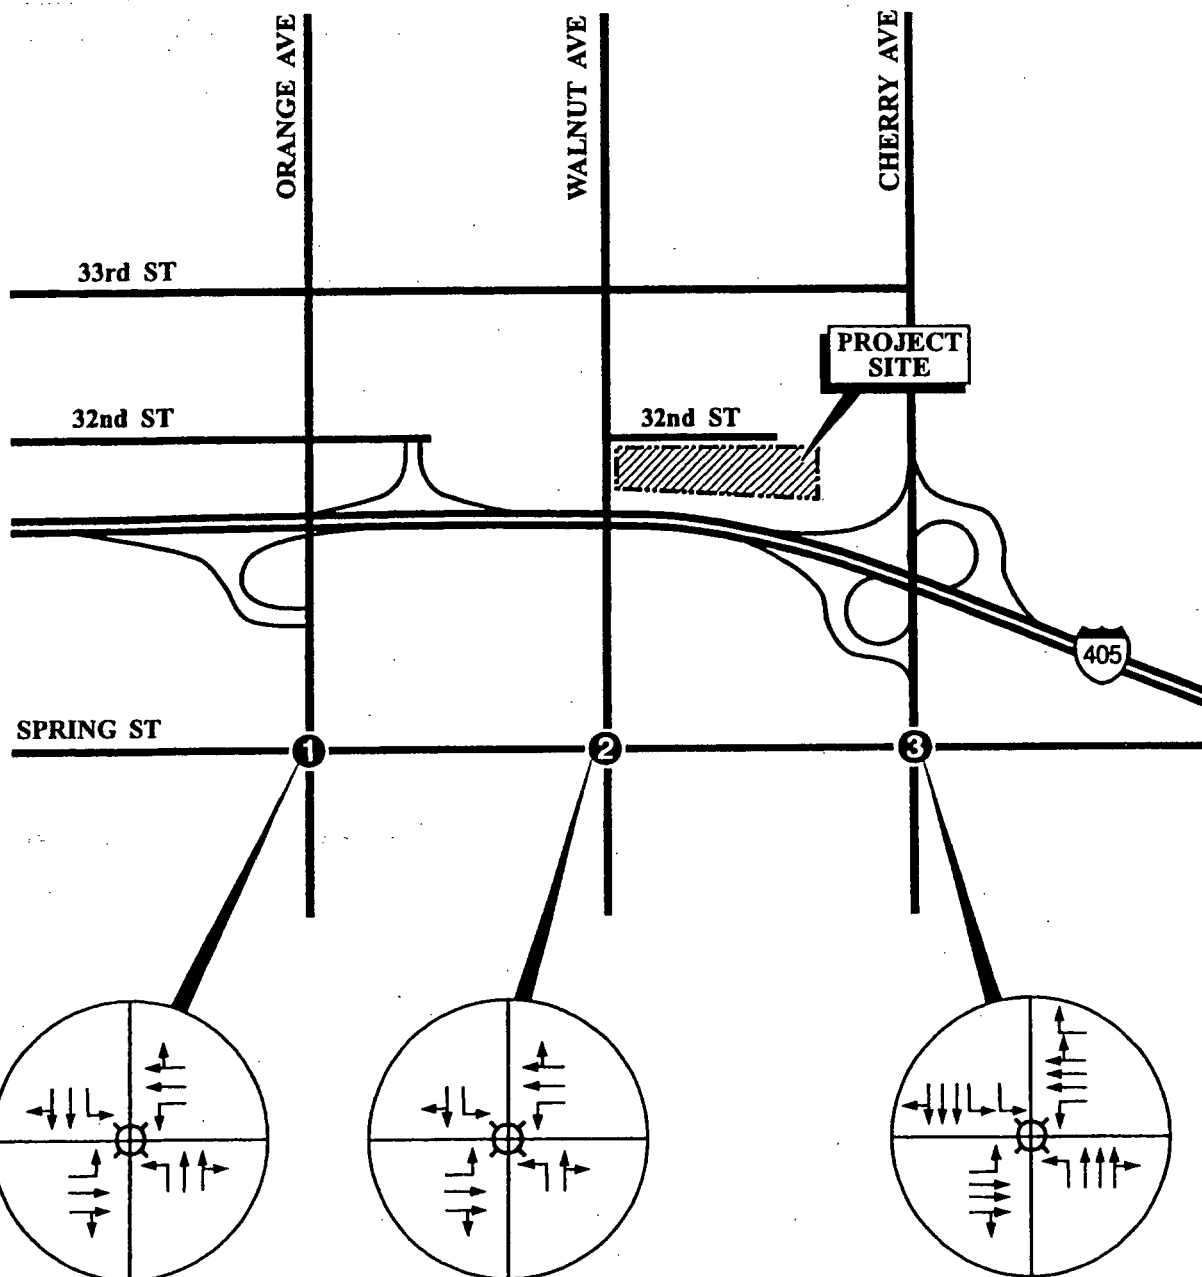 ORANGE AVE
WALNUT AVE
CHERRY AVE
33rd ST
PROJECT
SITE
32nd ST
32nd ST
405
SPRING ST
1
2
3